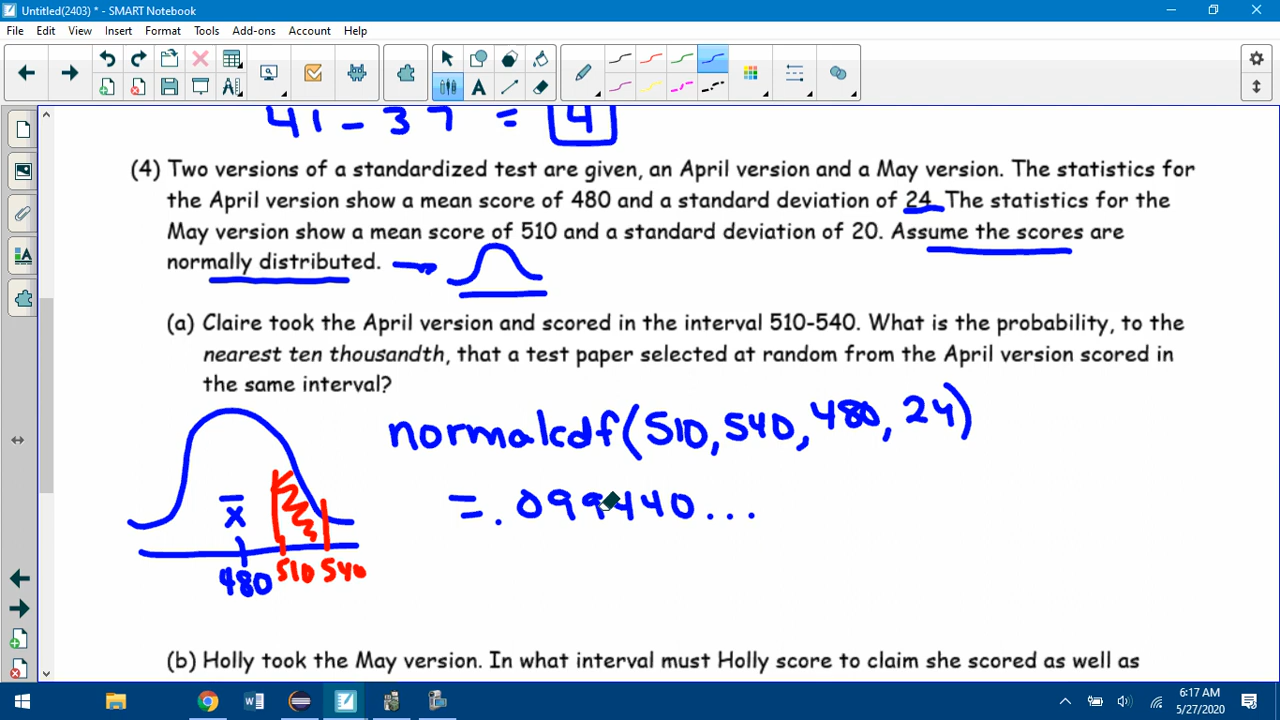 Untitled(2403) * - SMART Notebook
File Edit View Insert Format Tools Add-ons Account Help
41 - 37 = 4
(4) Two versions of a standardized test are given, an April version and a May version. The statistics for
the April version show a mean score of 480 and a standard deviation of 24. The statistics for the
May version show a mean score of 510 and a standard deviation of 20. Assume the scores are
normally distributed.
(a) Claire took the April version and scored in the interval 510-540. What is the probability, to the
nearest ten thousandth, that a test paper selected at random from the April version scored in
the same interval?
normalcdf(510, 540, 480, 24)
= .099440...
x̄
480 510 540
(b) Holly took the May version. In what interval must Holly score to claim she scored as well as
6:17 AM
5/27/2020